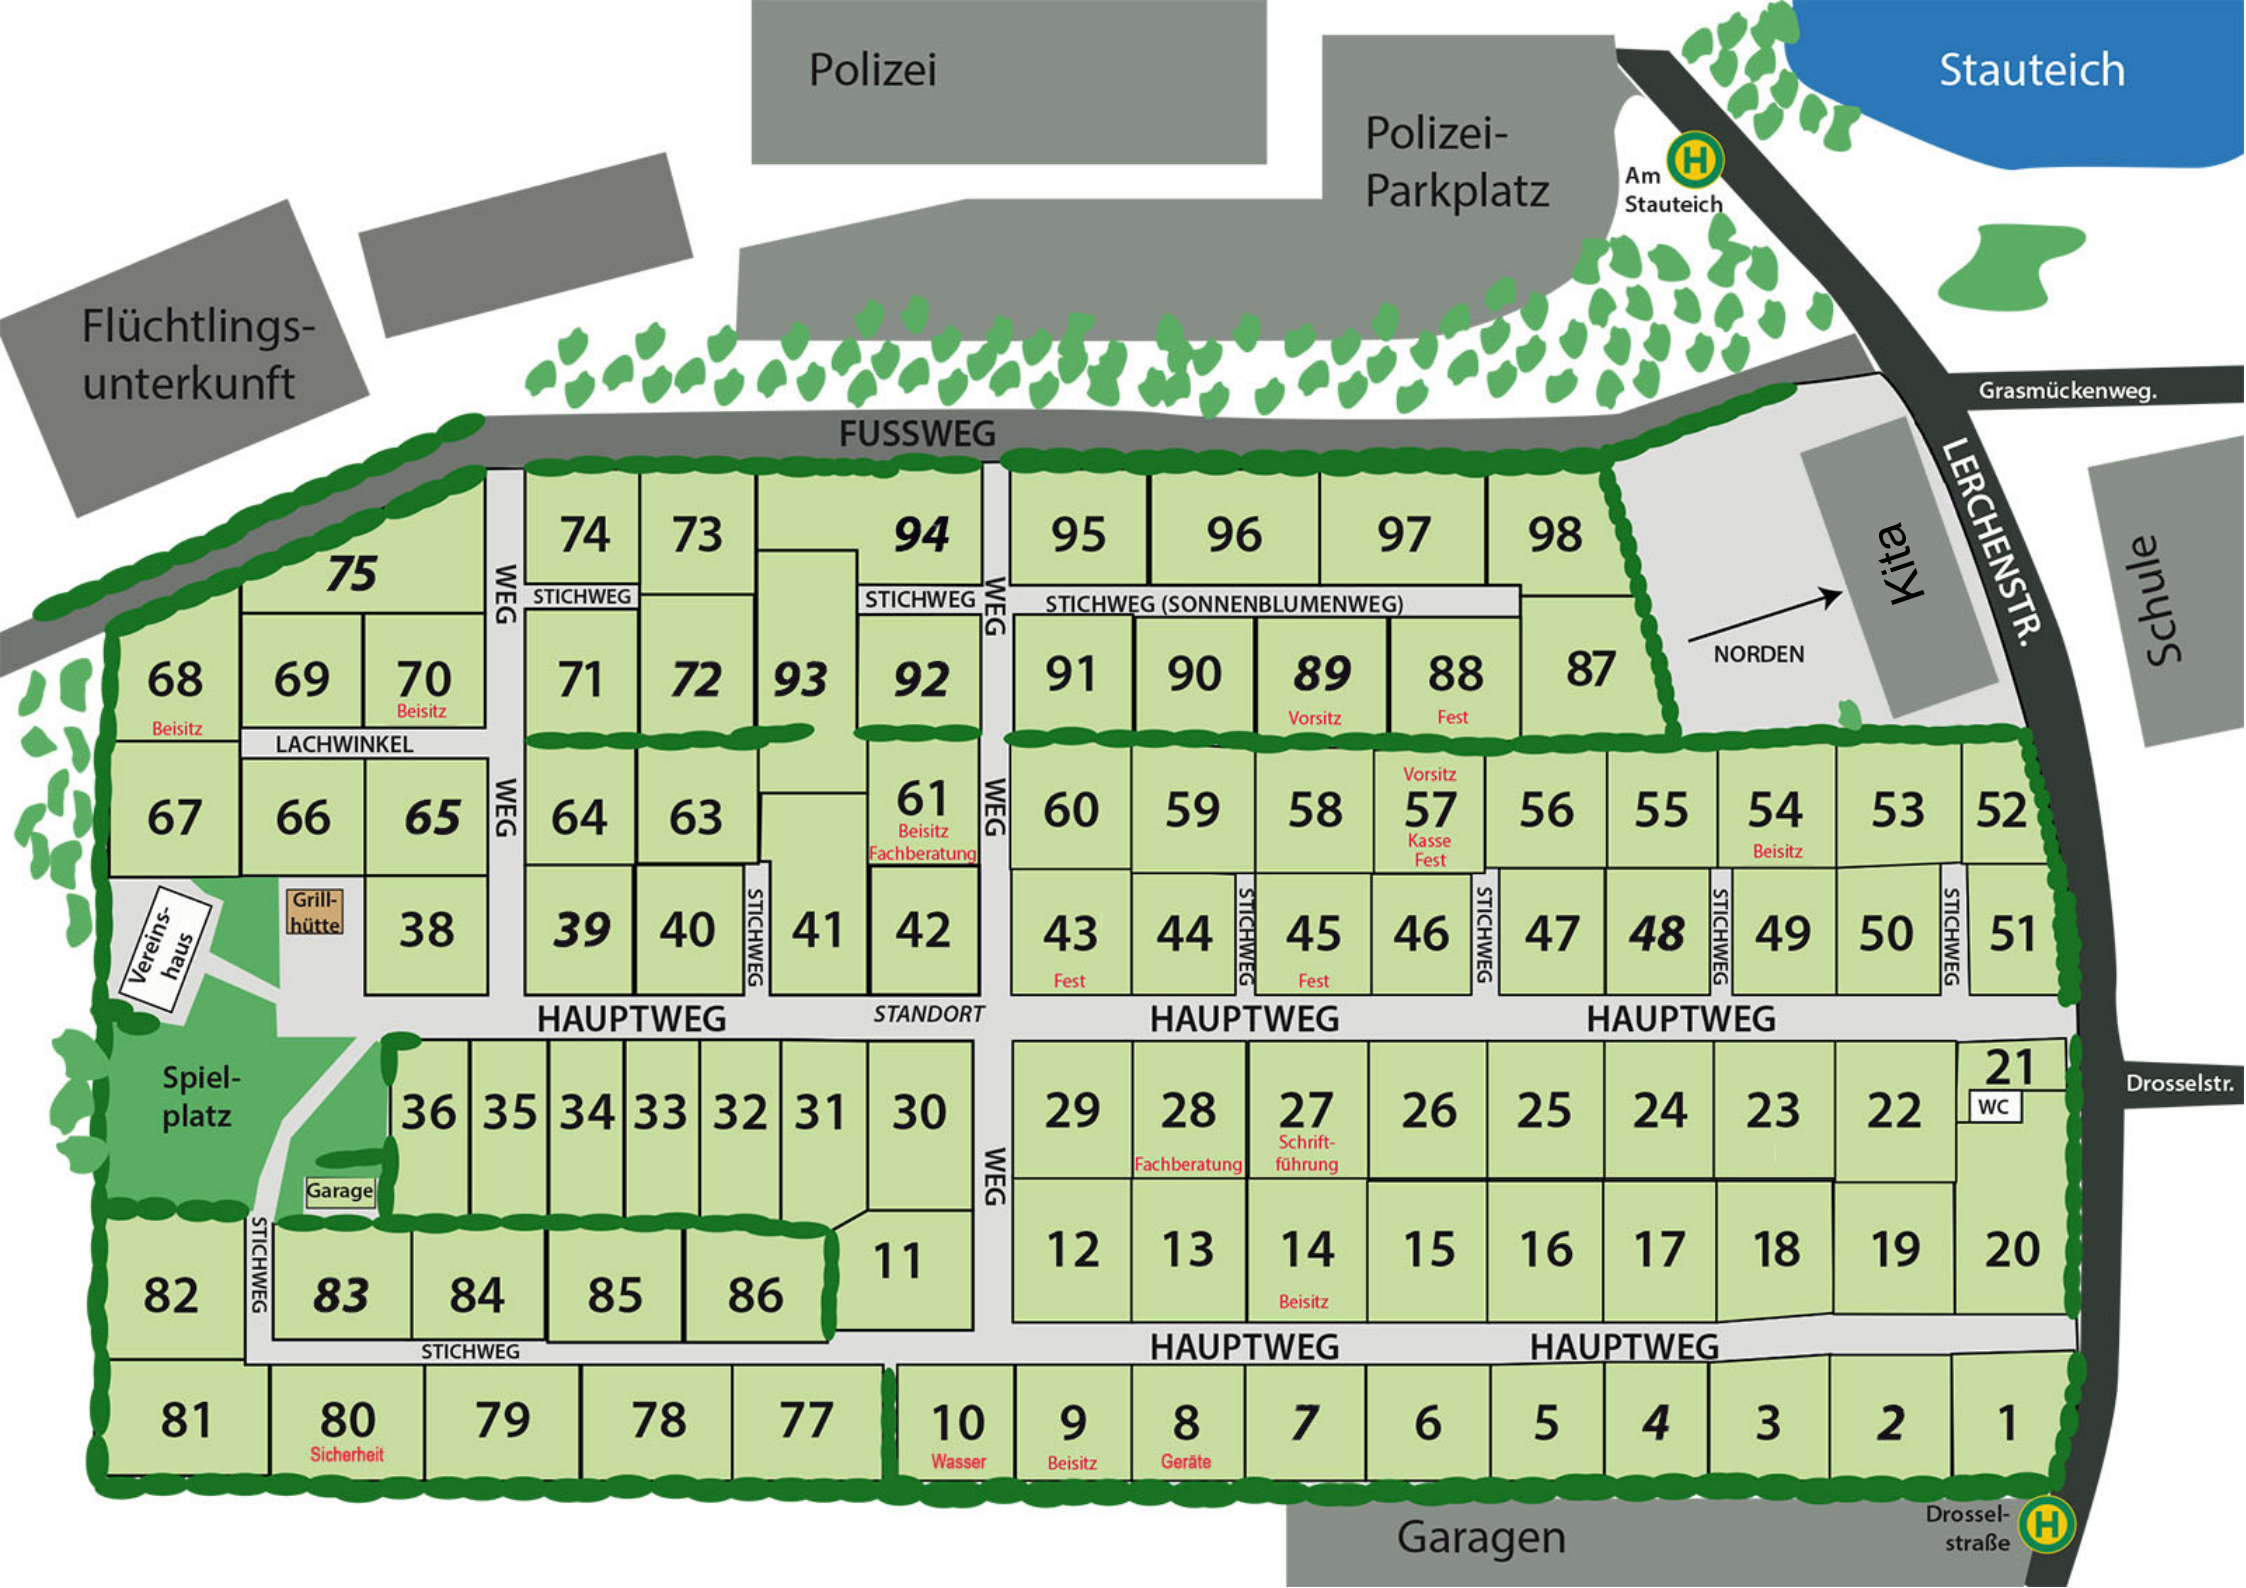 Polizei
Stauteich
Polizei-
Parkplatz
H
Am
Stauteich
Flüchtlings-
unterkunft
Grasmückenweg.
FUSSWEG
LERCHENSTR.
Kita
Schule
NORDEN
74
73
94
95
96
97
98
75
WEG
STICHWEG
STICHWEG
WEG
STICHWEG (SONNENBLUMENWEG)
68
Beisitz
69
70
Beisitz
71
72
93
92
91
90
89
Vorsitz
88
Fest
87
LACHWINKEL
67
66
65
WEG
64
63
61
Beisitz
Fachberatung
WEG
60
59
58
Vorsitz
57
Kasse
Fest
56
55
54
Beisitz
53
52
Vereins-
haus
Grill-
hütte
38
39
40
STICHWEG
41
42
43
Fest
44
STICHWEG
45
Fest
46
STICHWEG
47
48
STICHWEG
49
50
STICHWEG
51
HAUPTWEG
STANDORT
HAUPTWEG
HAUPTWEG
Spiel-
platz
36
35
34
33
32
31
30
WEG
29
28
Fachberatung
27
Schrift-
führung
26
25
24
23
22
21
WC
Drosselstr.
Garage
82
STICHWEG
83
84
85
86
11
12
13
14
Beisitz
15
16
17
18
19
20
STICHWEG
HAUPTWEG
HAUPTWEG
81
80
Sicherheit
79
78
77
10
Wasser
9
Beisitz
8
Geräte
7
6
5
4
3
2
1
Garagen
Drossel-
straße
H